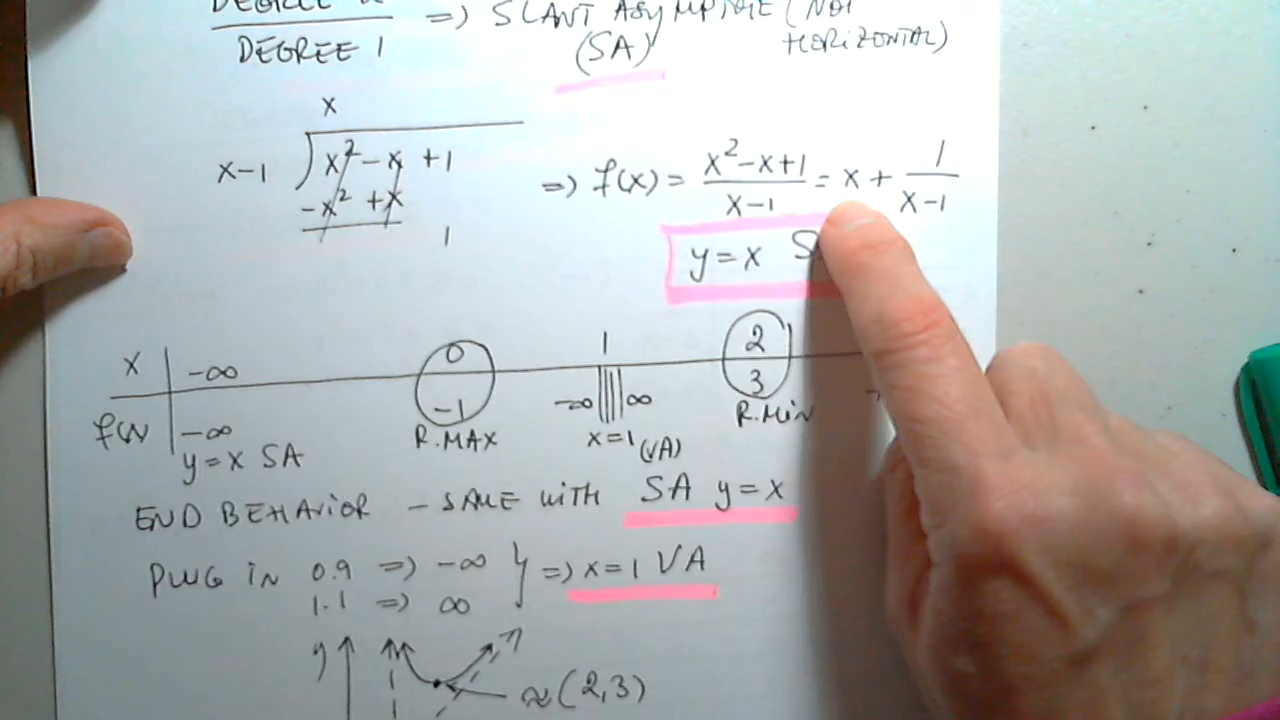 DEGREE
DEGREE 1
=> SLANT ASYMPTOTE (NOT HORIZONTAL)
(SA)
x
x-1 ) x² - x + 1
-x² + x
1
=> f(x) = (x² - x + 1)/(x - 1) = x + 1/(x - 1)
y = x
x -∞ 0 1 2
f(x) -∞ -1 -∞ ∞ 3
y = x SA R.MAX x = 1 (VA) R.MIN
END BEHAVIOR - SAME WITH SA y = x
PLUG IN 0.9 => -∞ } => x = 1 VA
1.1 => ∞
y
≈(2,3)